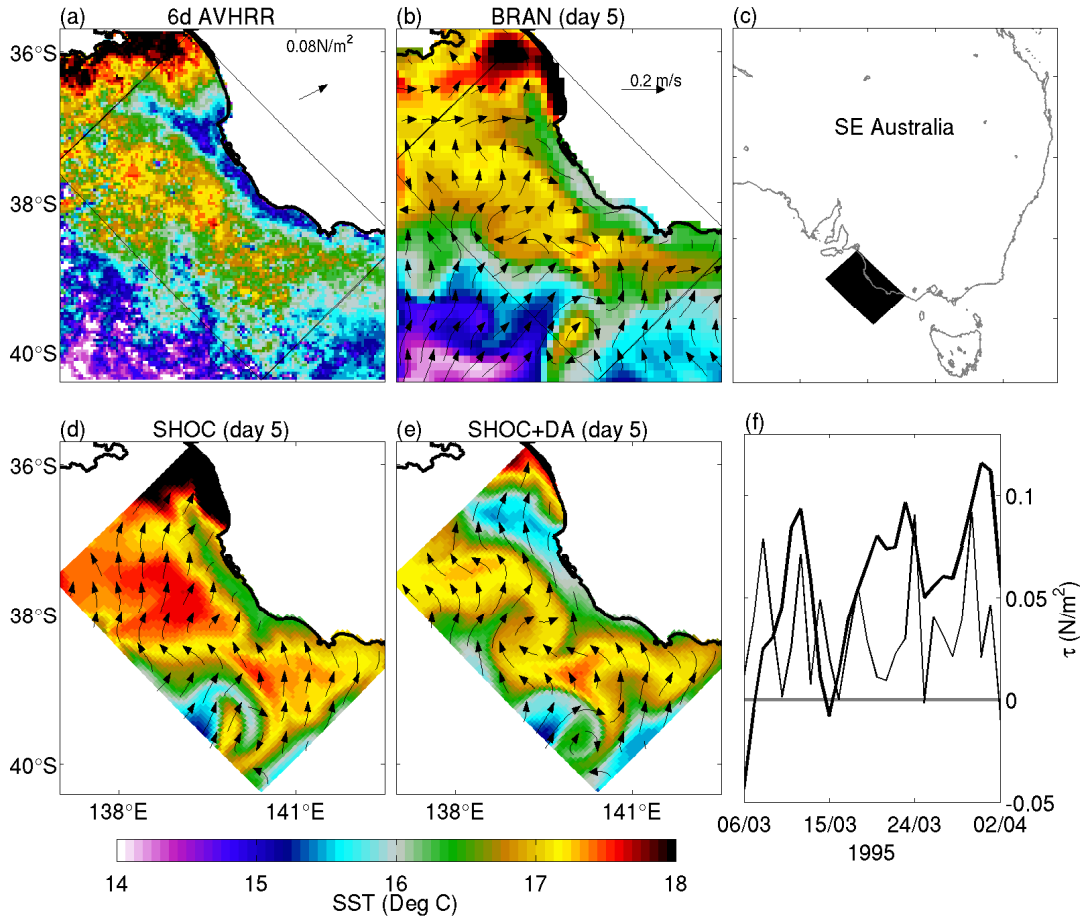 (a) 6d AVHRR
(b) BRAN (day 5)
(c)
36°S
38°S
40°S
0.08N/m²
0.2 m/s
SE Australia
(d) SHOC (day 5)
(e) SHOC+DA (day 5)
(f)
36°S
38°S
40°S
138°E 141°E
138°E 141°E
0.1
0.05
0
-0.05
τ (N/m²)
06/03 15/03 24/03 02/04
1995
14 15 16 17 18
SST (Deg C)